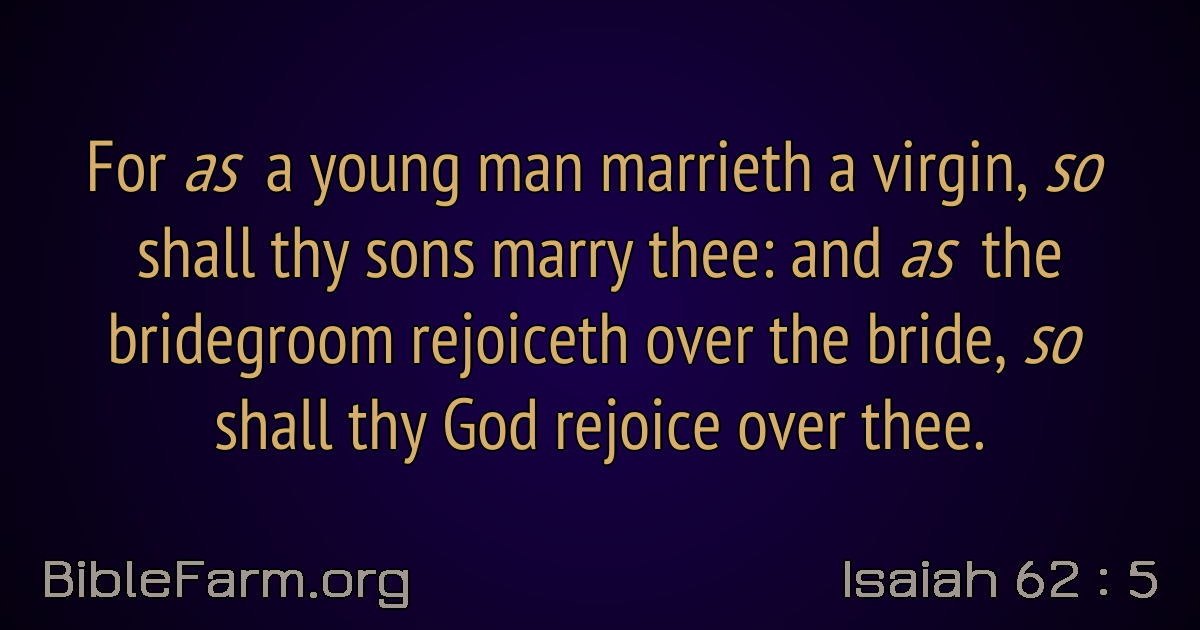 For as a young man marrieth a virgin, so
shall thy sons marry thee: and as the
bridegroom rejoiceth over the bride, so
shall thy God rejoice over thee.
BibleFarm.org
Isaiah 62 : 5